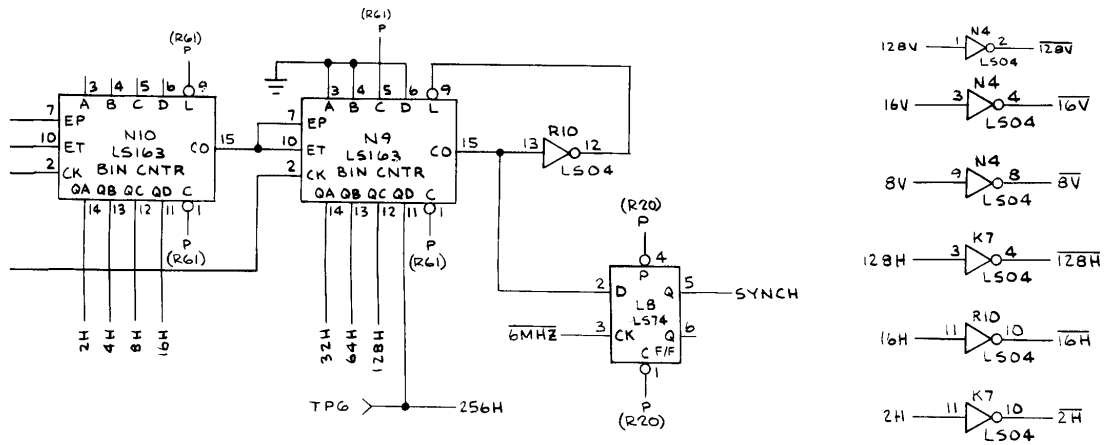 (R61)
P
3 4 5 6 9
A B C D L
7 EP
10 ET
2 CK
N10
LS163
BIN CNTR
CO 15
QA QB QC QD C
14 13 12 11 1
P
(R61)
2H
4H
8H
16H
(R61)
P
3 4 5 6 9
A B C D L
7 EP
10 ET
2 CK
N9
LS163
BIN CNTR
CO 15
QA QB QC QD C
14 13 12 11 1
P
(R61)
32H
64H
128H
TPG
256H
R10
13 12
LS04
(R20)
P
4
P
2 D Q 5
SYNCH
L8
LS74
6MHZ
3 CK Q 6
C F/F
1
P
(R20)
N4
128V 1 2 128V
LS04
N4
16V 3 4 16V
LS04
N4
8V 9 8 8V
LS04
K7
128H 3 4 128H
LS04
R10
16H 11 10 16H
LS04
K7
2H 11 10 2H
LS04